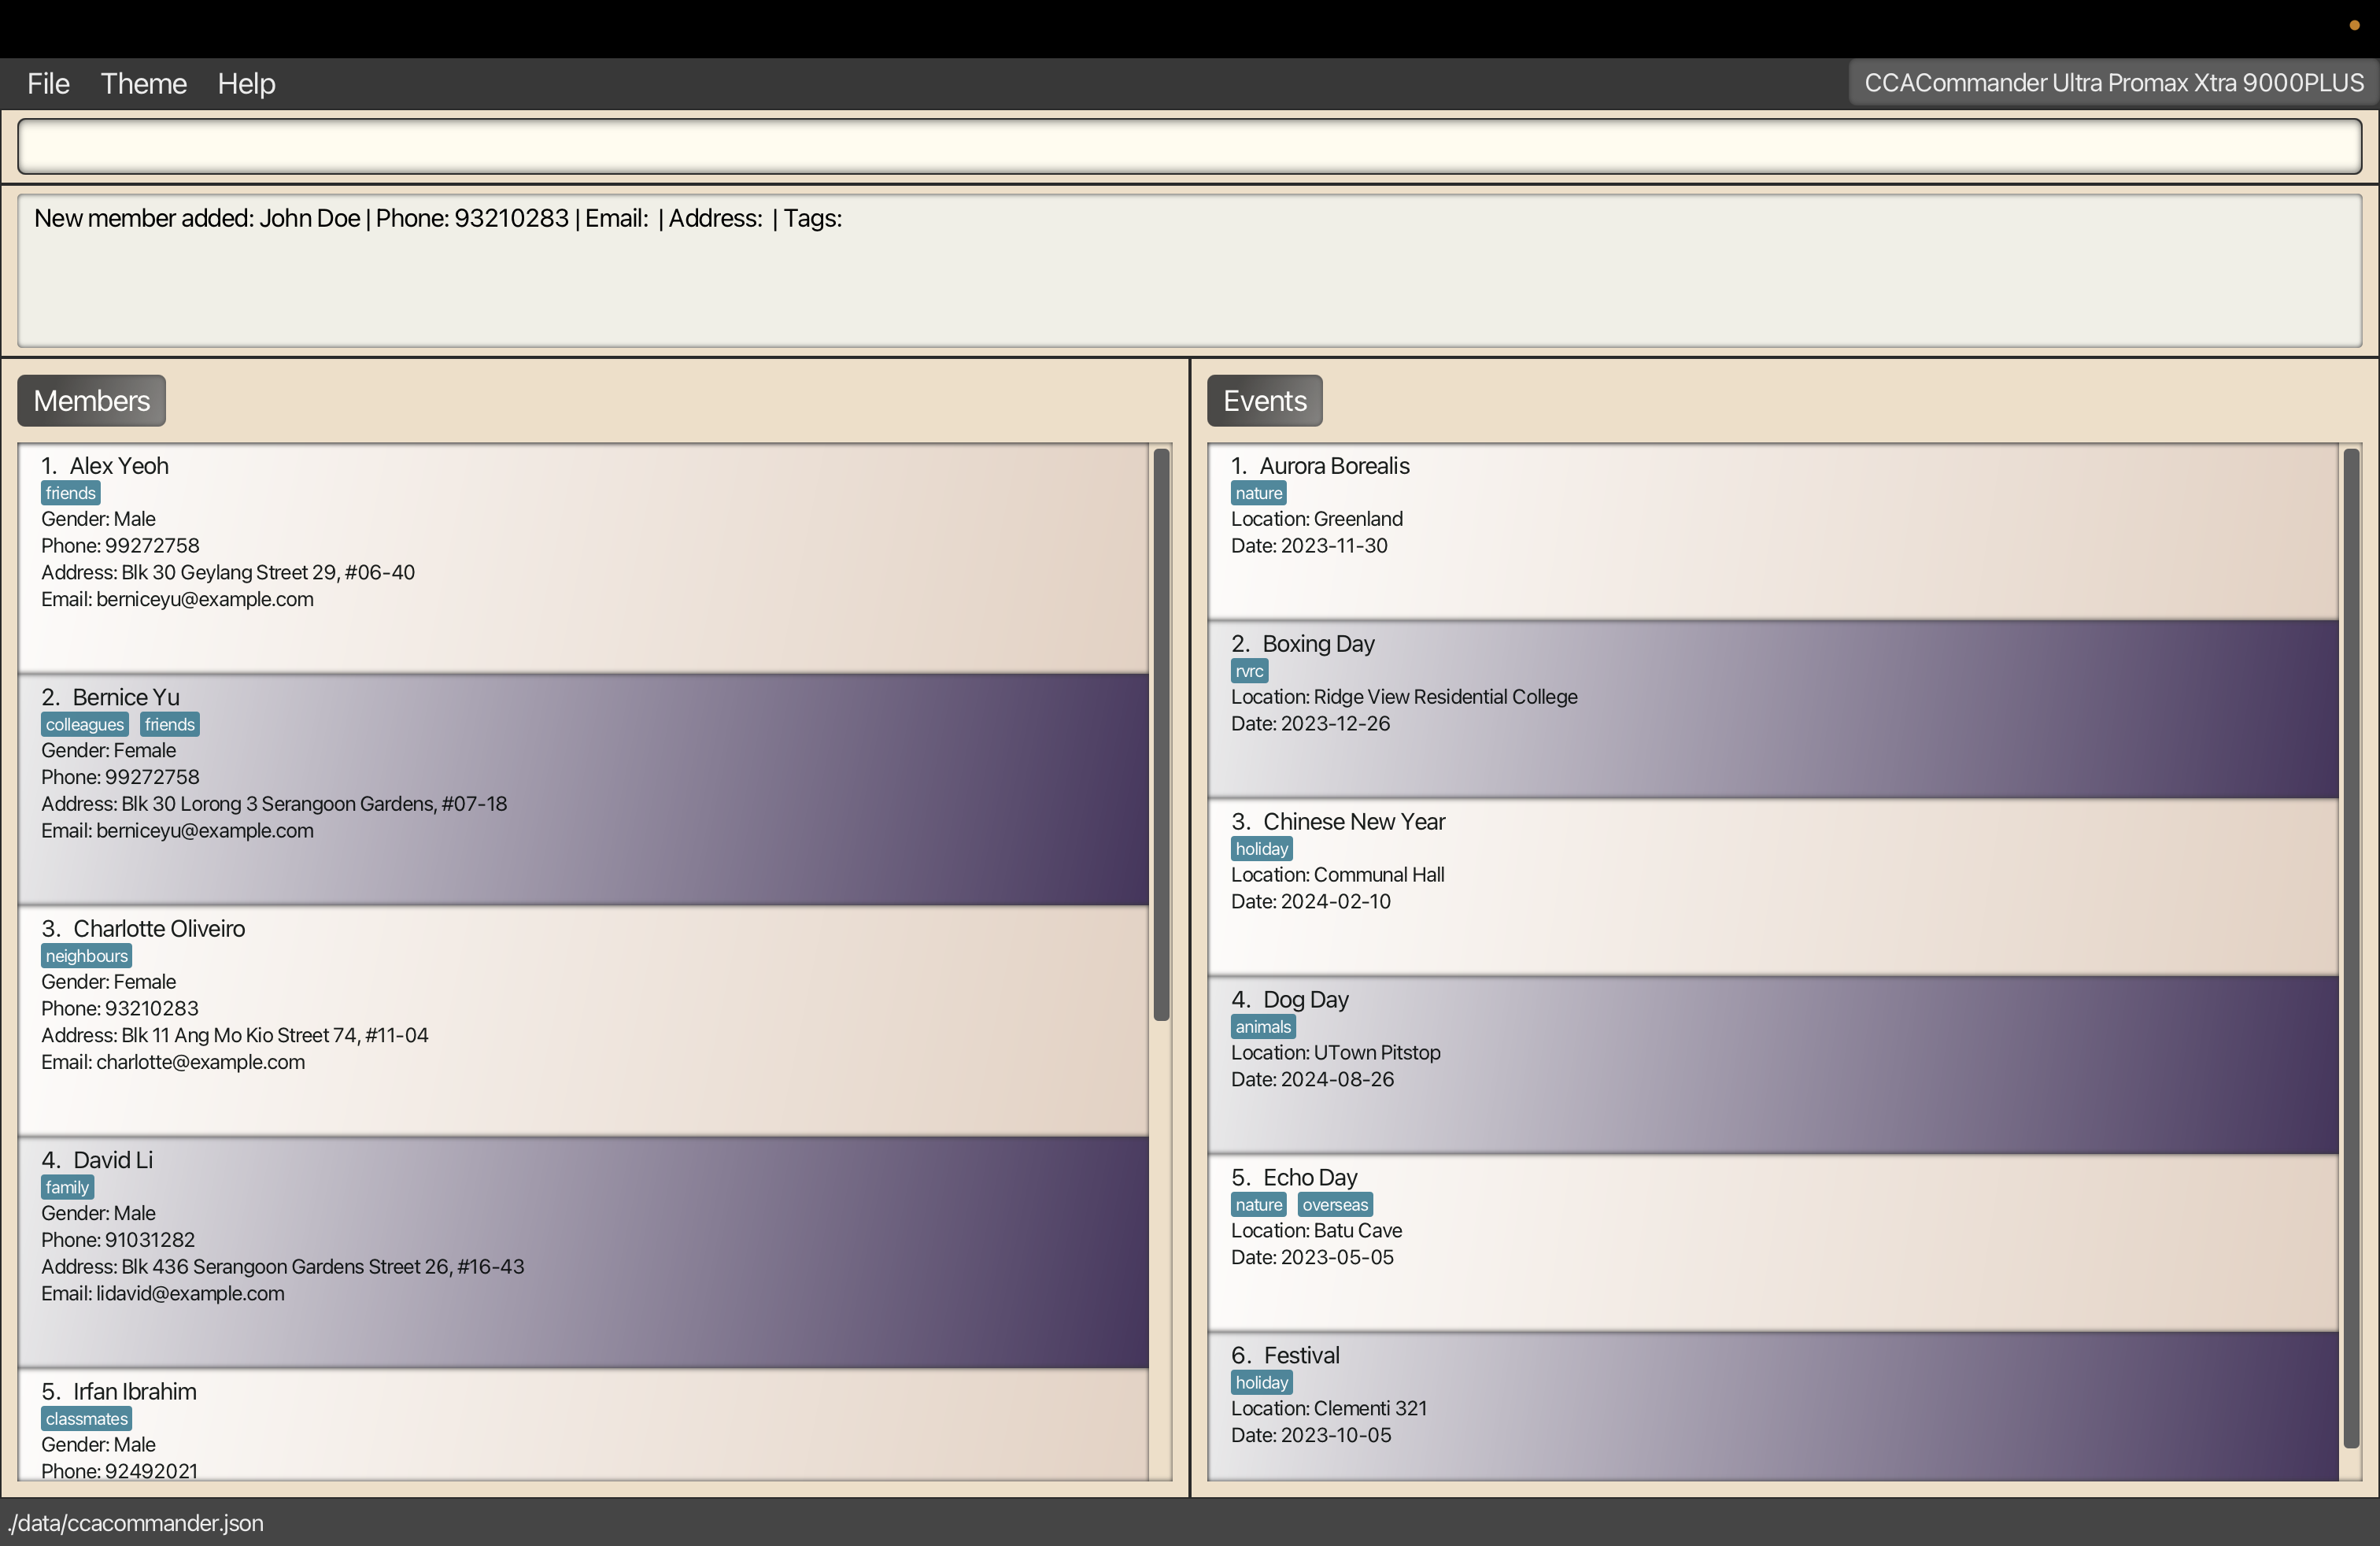 File Theme Help
CCACommander Ultra Promax Xtra 9000PLUS
New member added: John Doe | Phone: 93210283 | Email:  | Address:  | Tags:
Members
1. Alex Yeoh
friends
Gender: Male
Phone: 99272758
Address: Blk 30 Geylang Street 29, #06-40
Email: berniceyu@example.com
2. Bernice Yu
colleagues friends
Gender: Female
Phone: 99272758
Address: Blk 30 Lorong 3 Serangoon Gardens, #07-18
Email: berniceyu@example.com
3. Charlotte Oliveiro
neighbours
Gender: Female
Phone: 93210283
Address: Blk 11 Ang Mo Kio Street 74, #11-04
Email: charlotte@example.com
4. David Li
family
Gender: Male
Phone: 91031282
Address: Blk 436 Serangoon Gardens Street 26, #16-43
Email: lidavid@example.com
5. Irfan Ibrahim
classmates
Gender: Male
Phone: 92492021
Events
1. Aurora Borealis
nature
Location: Greenland
Date: 2023-11-30
2. Boxing Day
rvrc
Location: Ridge View Residential College
Date: 2023-12-26
3. Chinese New Year
holiday
Location: Communal Hall
Date: 2024-02-10
4. Dog Day
animals
Location: UTown Pitstop
Date: 2024-08-26
5. Echo Day
nature overseas
Location: Batu Cave
Date: 2023-05-05
6. Festival
holiday
Location: Clementi 321
Date: 2023-10-05
./data/ccacommander.json